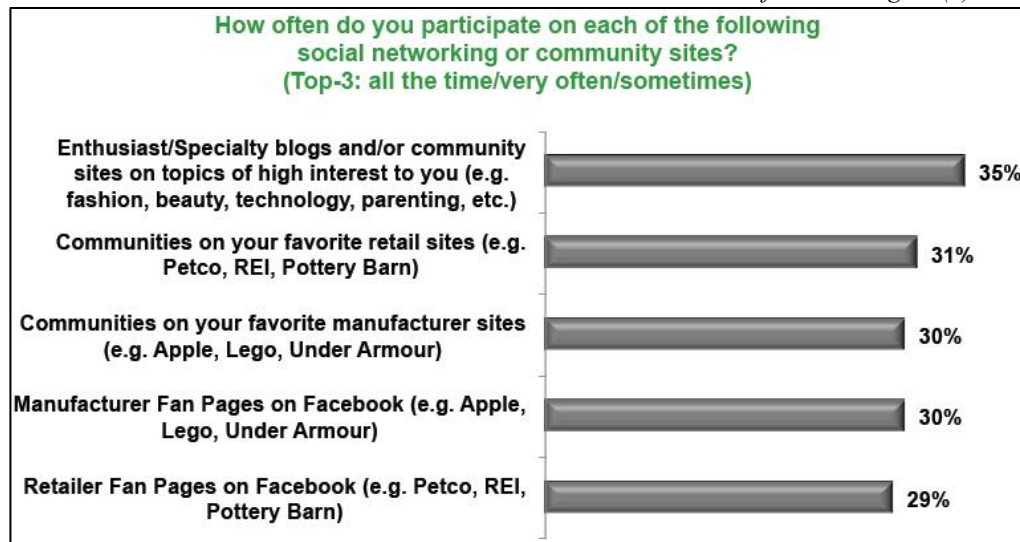 How often do you participate on each of the following
social networking or community sites?
(Top-3: all the time/very often/sometimes)
Enthusiast/Specialty blogs and/or community
sites on topics of high interest to you (e.g.
fashion, beauty, technology, parenting, etc.)
35%
Communities on your favorite retail sites (e.g.
Petco, REI, Pottery Barn)
31%
Communities on your favorite manufacturer sites
(e.g. Apple, Lego, Under Armour)
30%
Manufacturer Fan Pages on Facebook (e.g. Apple,
Lego, Under Armour)
30%
Retailer Fan Pages on Facebook (e.g. Petco, REI,
Pottery Barn)
29%